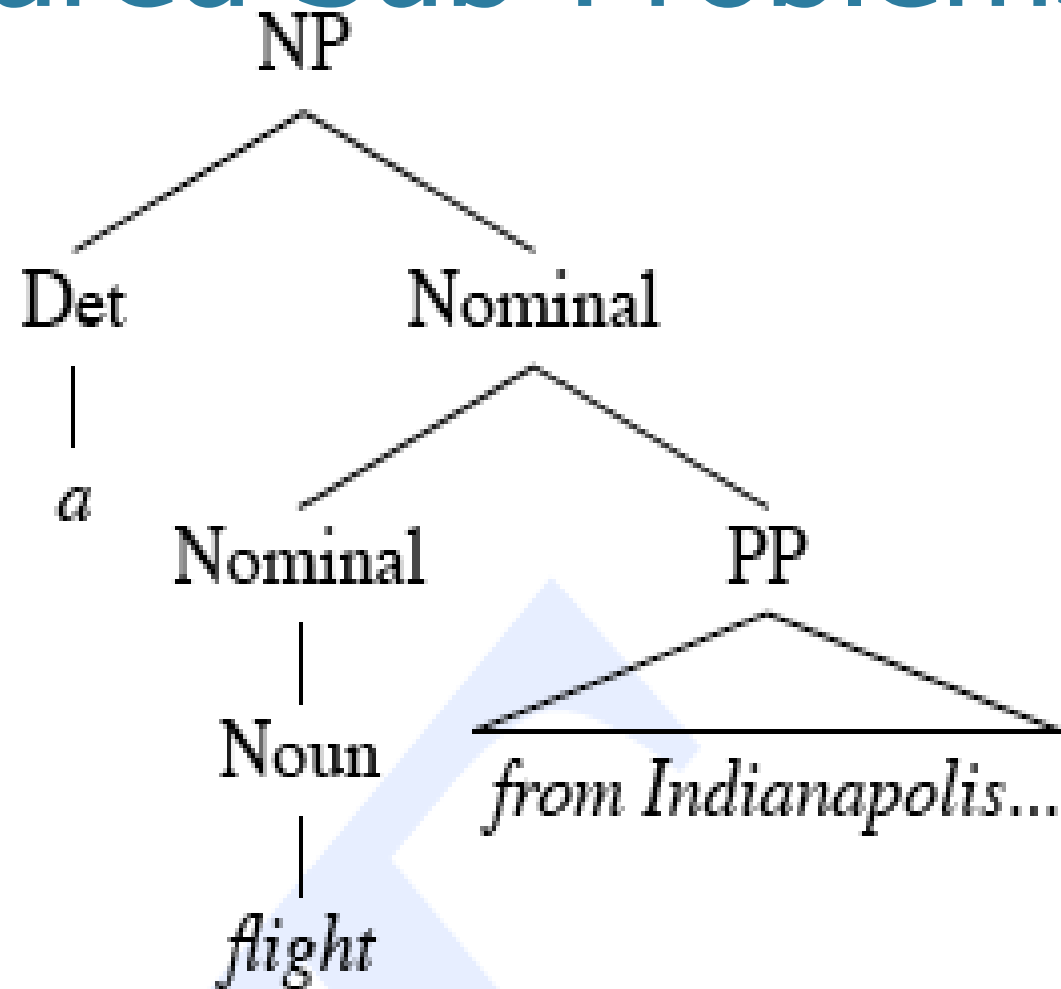 NP
Det Nominal
a
Nominal PP
Noun
from Indianapolis...
flight